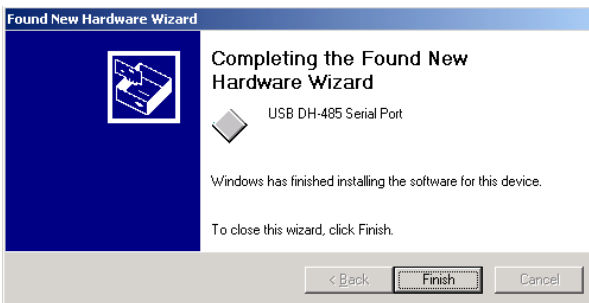 Found New Hardware Wizard
Completing the Found New
Hardware Wizard
USB DH-485 Serial Port
Windows has finished installing the software for this device.
To close this wizard, click Finish.
< Back
Finish
Cancel